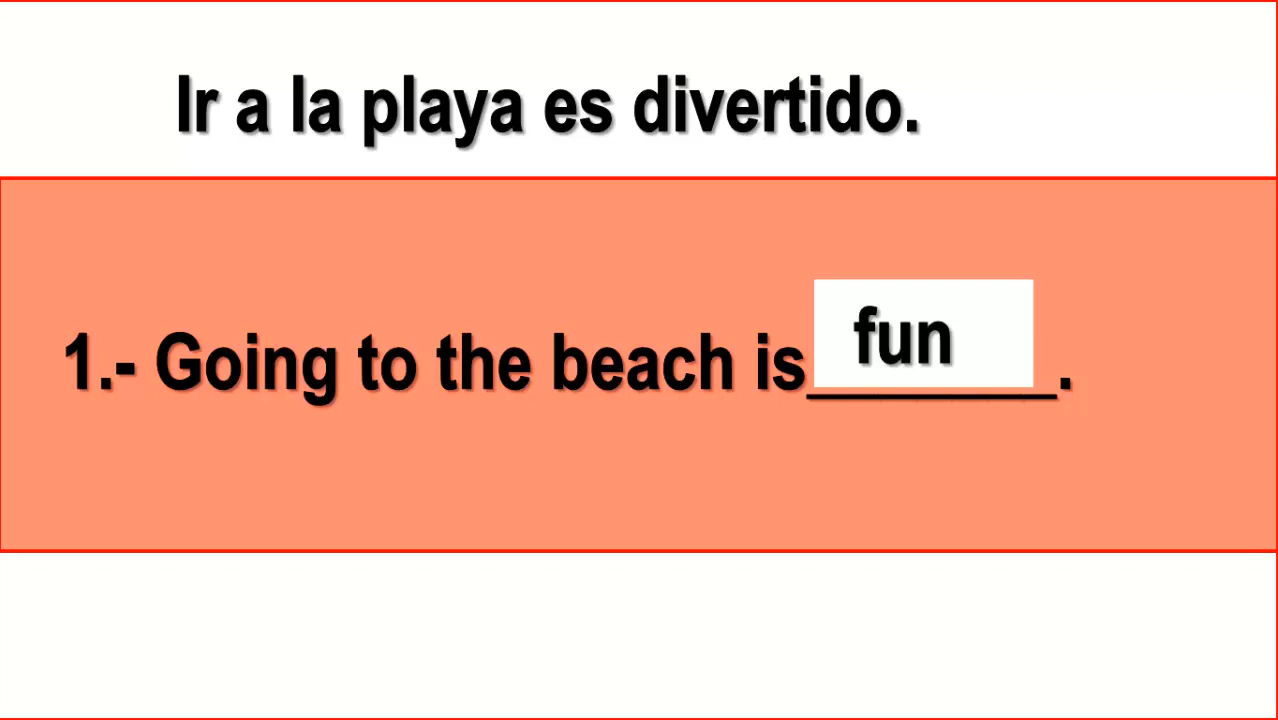 Ir a la playa es divertido.
1.- Going to the beach is fun.